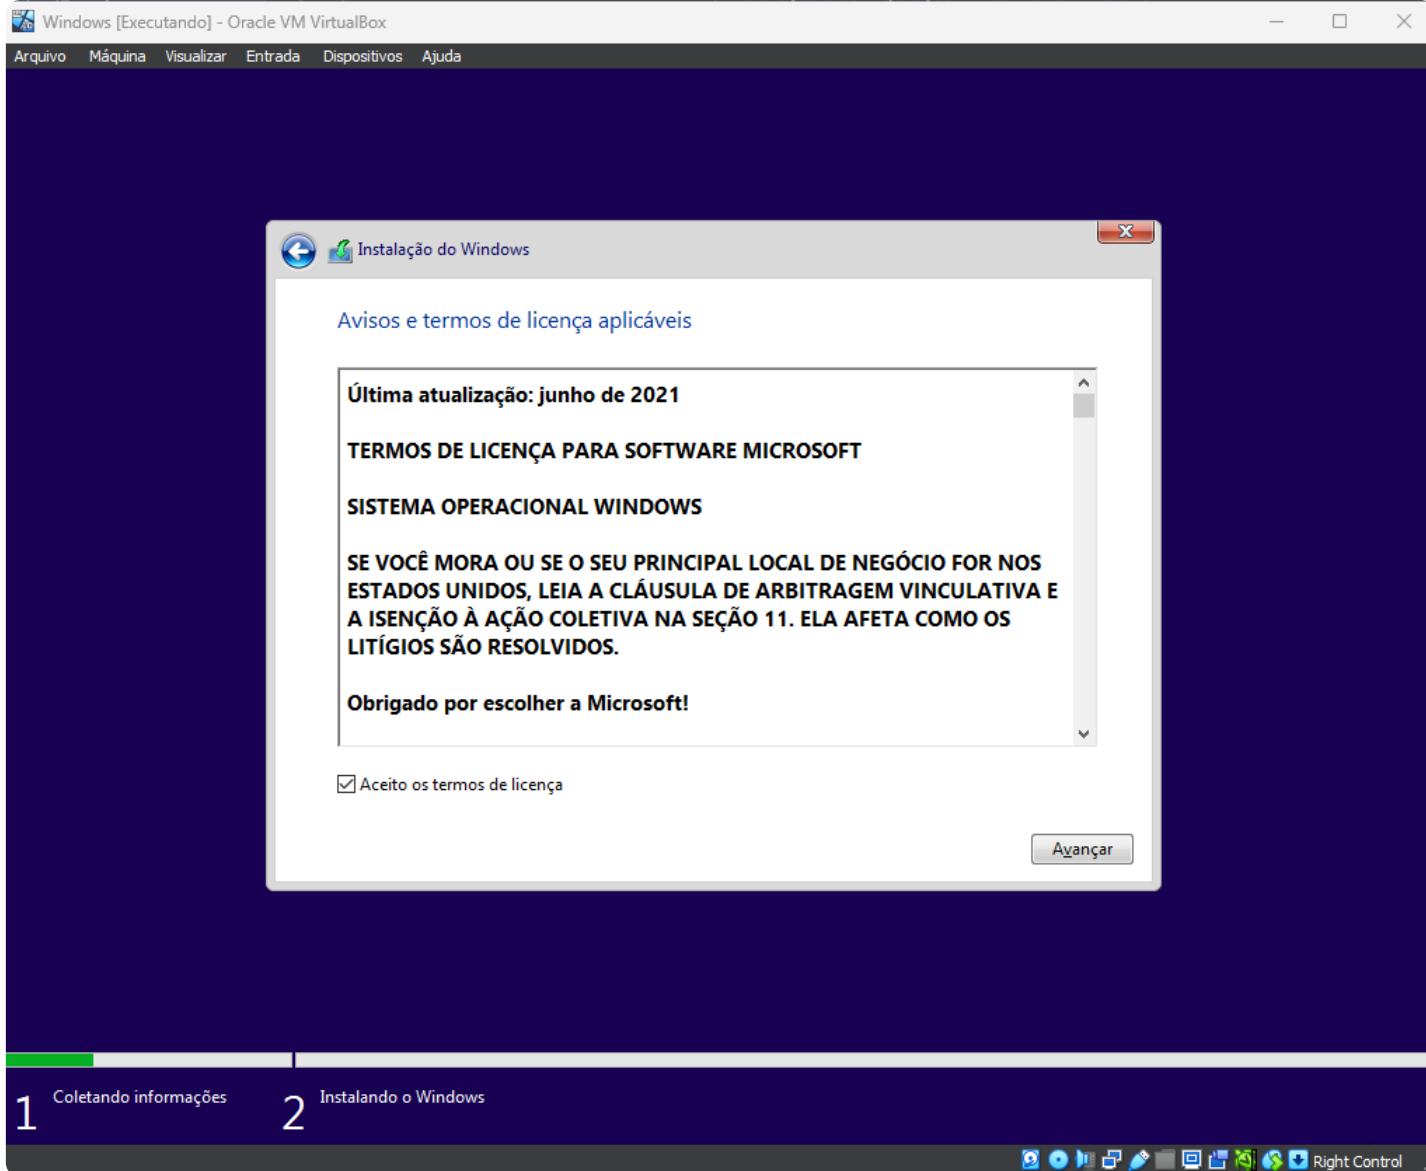 Windows [Executando] - Oracle VM VirtualBox
Arquivo Máquina Visualizar Entrada Dispositivos Ajuda
Instalação do Windows
Avisos e termos de licença aplicáveis
Última atualização: junho de 2021
TERMOS DE LICENÇA PARA SOFTWARE MICROSOFT
SISTEMA OPERACIONAL WINDOWS
SE VOCÊ MORA OU SE O SEU PRINCIPAL LOCAL DE NEGÓCIO FOR NOS
ESTADOS UNIDOS, LEIA A CLÁUSULA DE ARBITRAGEM VINCULATIVA E
A ISENÇÃO À AÇÃO COLETIVA NA SEÇÃO 11. ELA AFETA COMO OS
LITÍGIOS SÃO RESOLVIDOS.
Obrigado por escolher a Microsoft!
Aceito os termos de licença
Avançar
1 Coletando informações 2 Instalando o Windows
Right Control